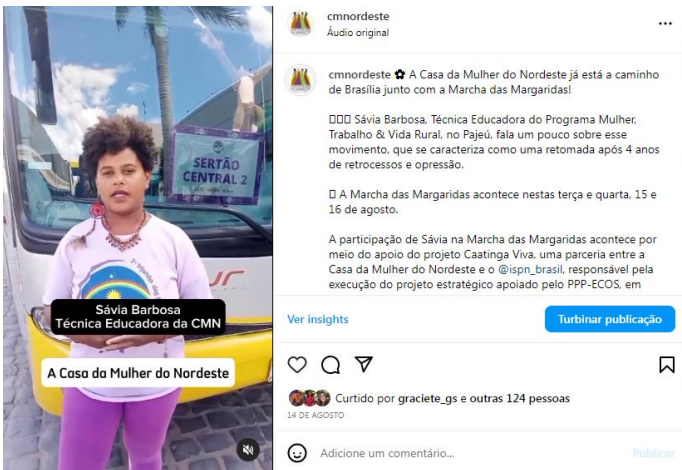 SERTÃO
CENTRAL 2
Sávia Barbosa
Técnica Educadora da CMN
A Casa da Mulher do Nordeste
cmnordeste
Áudio original
cmnordeste ✿ A Casa da Mulher do Nordeste já está a caminho
de Brasília junto com a Marcha das Margaridas!
▯▯▯ Sávia Barbosa, Técnica Educadora do Programa Mulher,
Trabalho & Vida Rural, no Pajeú, fala um pouco sobre esse
movimento, que se caracteriza como uma retomada após 4 anos
de retrocessos e opressão.
▯ A Marcha das Margaridas acontece nestas terça e quarta, 15 e
16 de agosto.
A participação de Sávia na Marcha das Margaridas acontece por
meio do apoio do projeto Caatinga Viva, uma parceria entre a
Casa da Mulher do Nordeste e o @ispn_brasil, responsável pela
execução do projeto estratégico apoiado pelo PPP-ECOS, em
Ver insights
Turbinar publicação
Curtido por graciete_gs e outras 124 pessoas
14 DE AGOSTO
Adicione um comentário...
Publicar